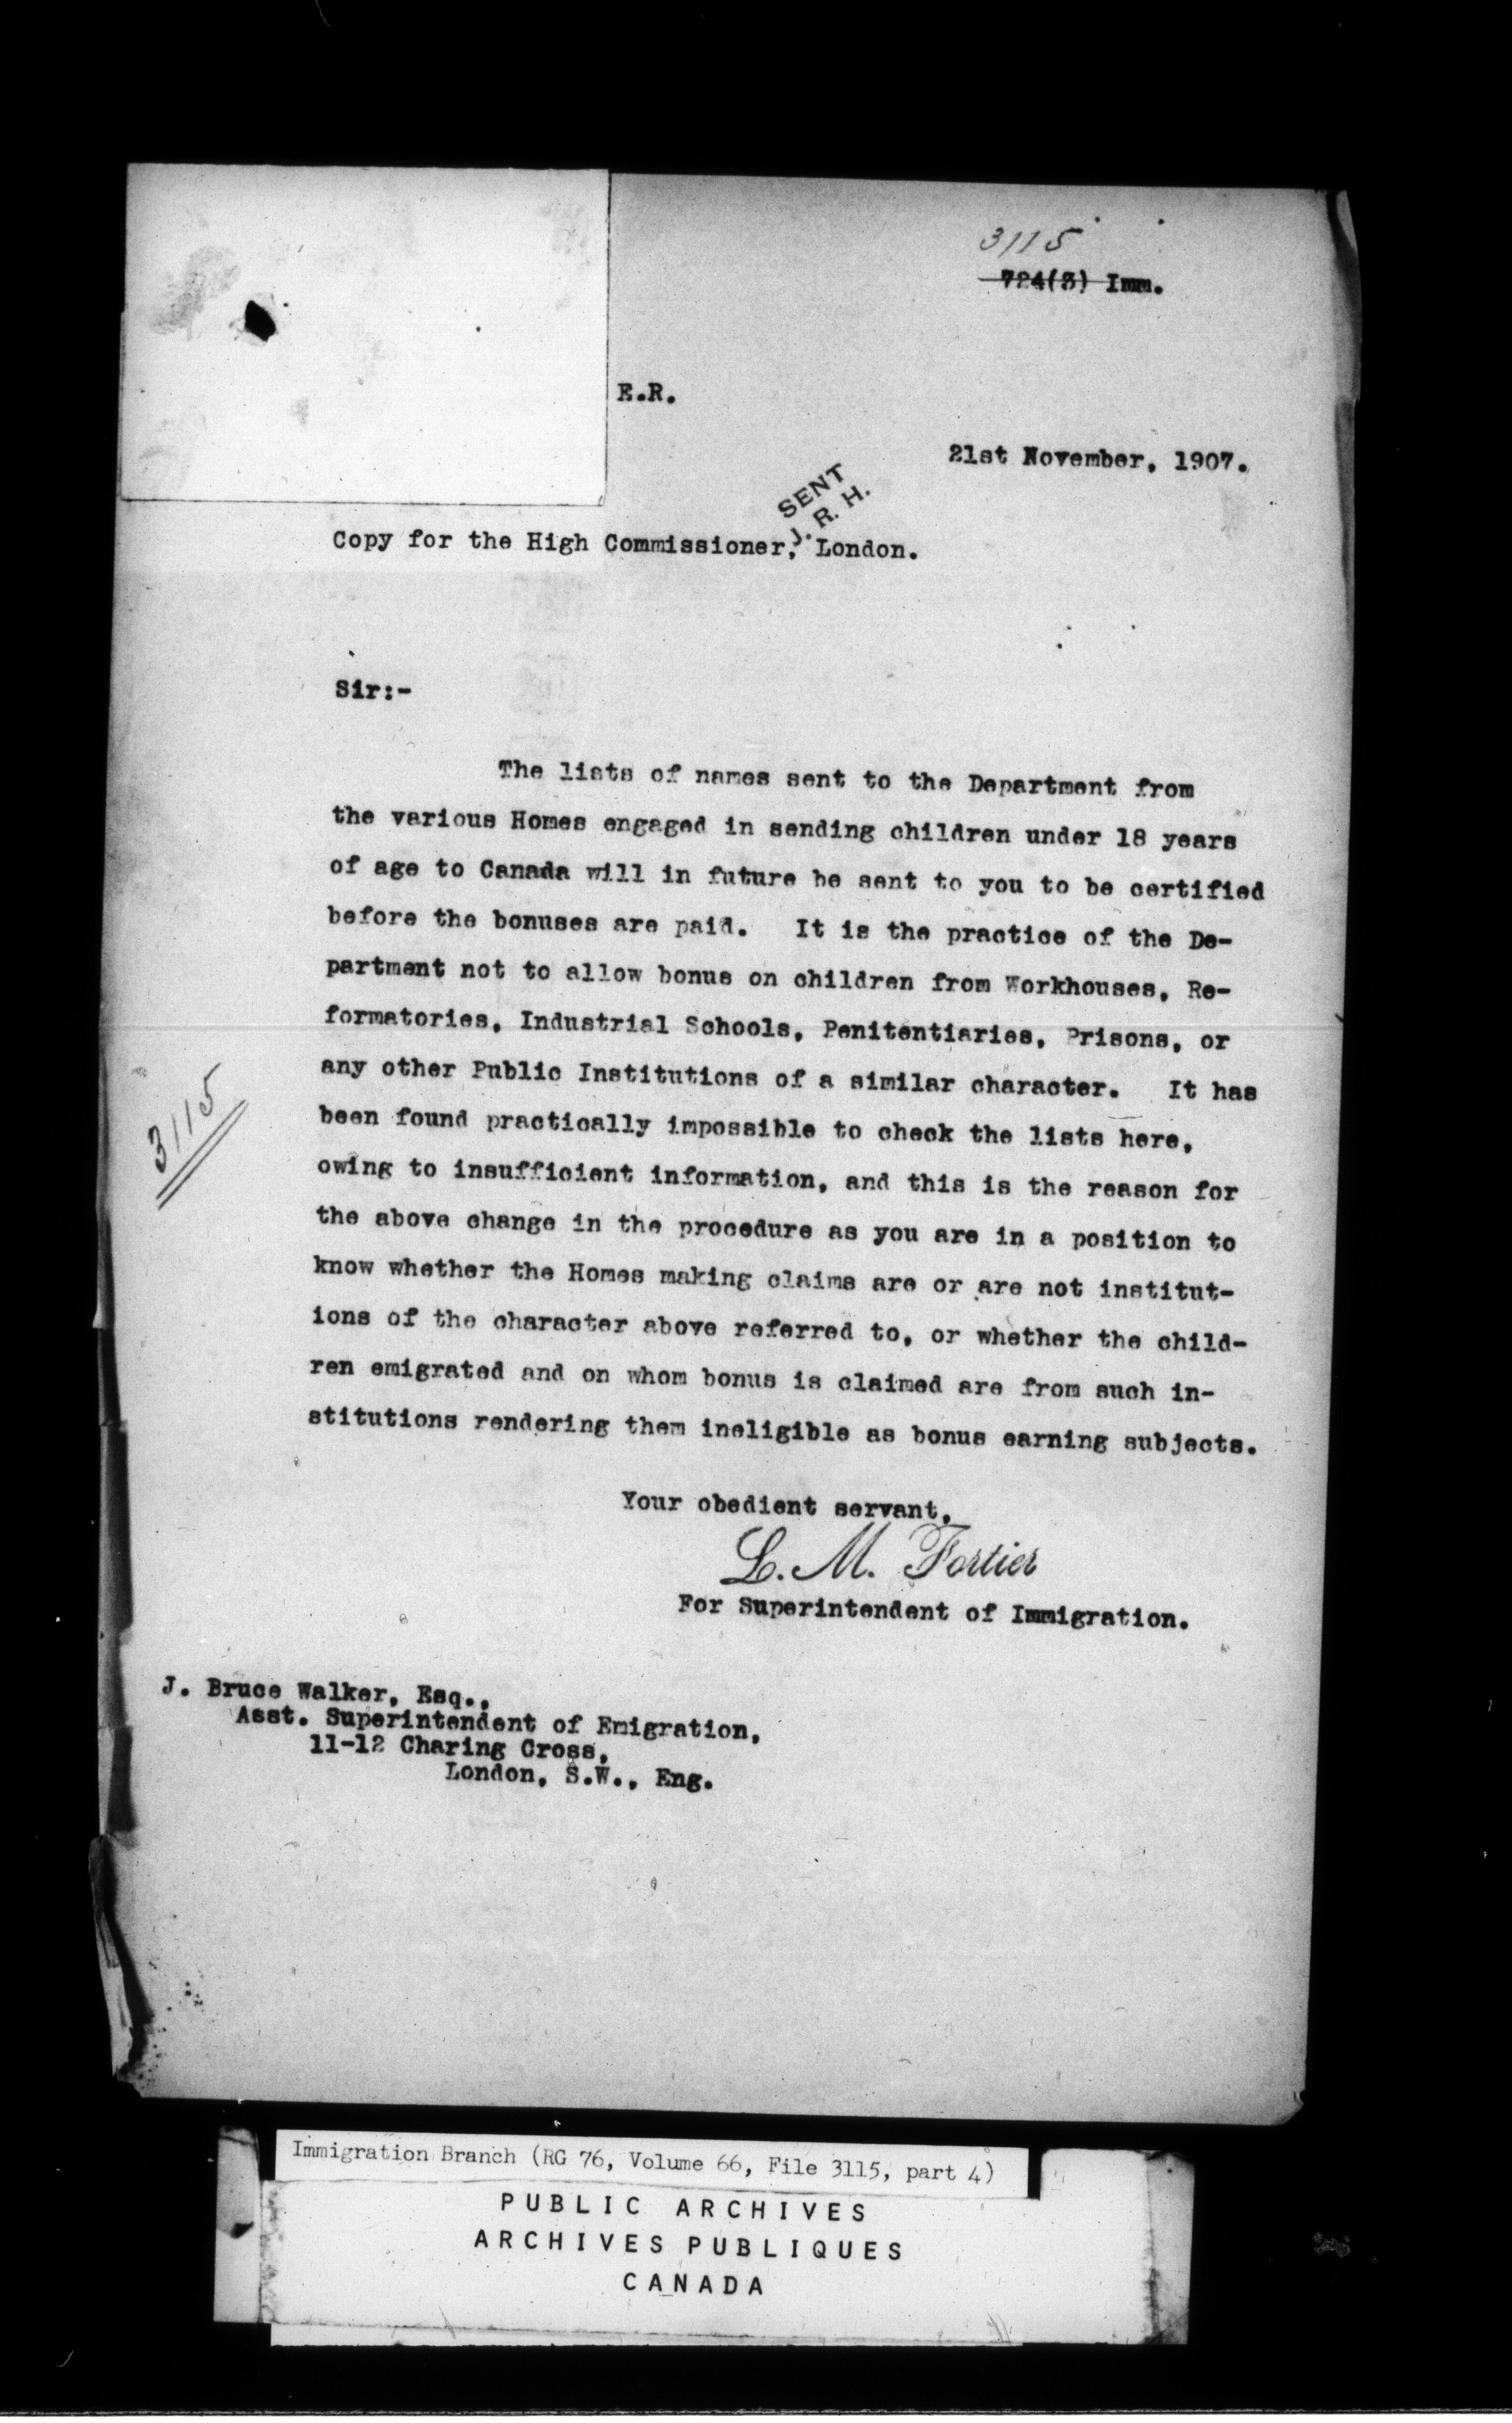 3115
724(3) Imm.
E.R.
21st November, 1907.
SENT
J. R. H.
Copy for the High Commissioner, London.
Sir:-
The lists of names sent to the Department from
the various Homes engaged in sending children under 18 years
of age to Canada will in future be sent to you to be certified
before the bonuses are paid. It is the practice of the De-
partment not to allow bonus on children from Workhouses, Re-
formatories, Industrial Schools, Penitentiaries, Prisons, or
any other Public Institutions of a similar character. It has
been found practically impossible to check the lists here,
owing to insufficient information, and this is the reason for
the above change in the procedure as you are in a position to
know whether the Homes making claims are or are not institut-
ions of the character above referred to, or whether the child-
ren emigrated and on whom bonus is claimed are from such in-
stitutions rendering them ineligible as bonus earning subjects.
3115
Your obedient servant,
L. M. Fortier
For Superintendent of Immigration.
J. Bruce Walker, Esq.,
Asst. Superintendent of Emigration,
11-12 Charing Cross,
London, S.W., Eng.
Immigration Branch (RG 76, Volume 66, File 3115, part 4)
PUBLIC ARCHIVES
ARCHIVES PUBLIQUES
CANADA